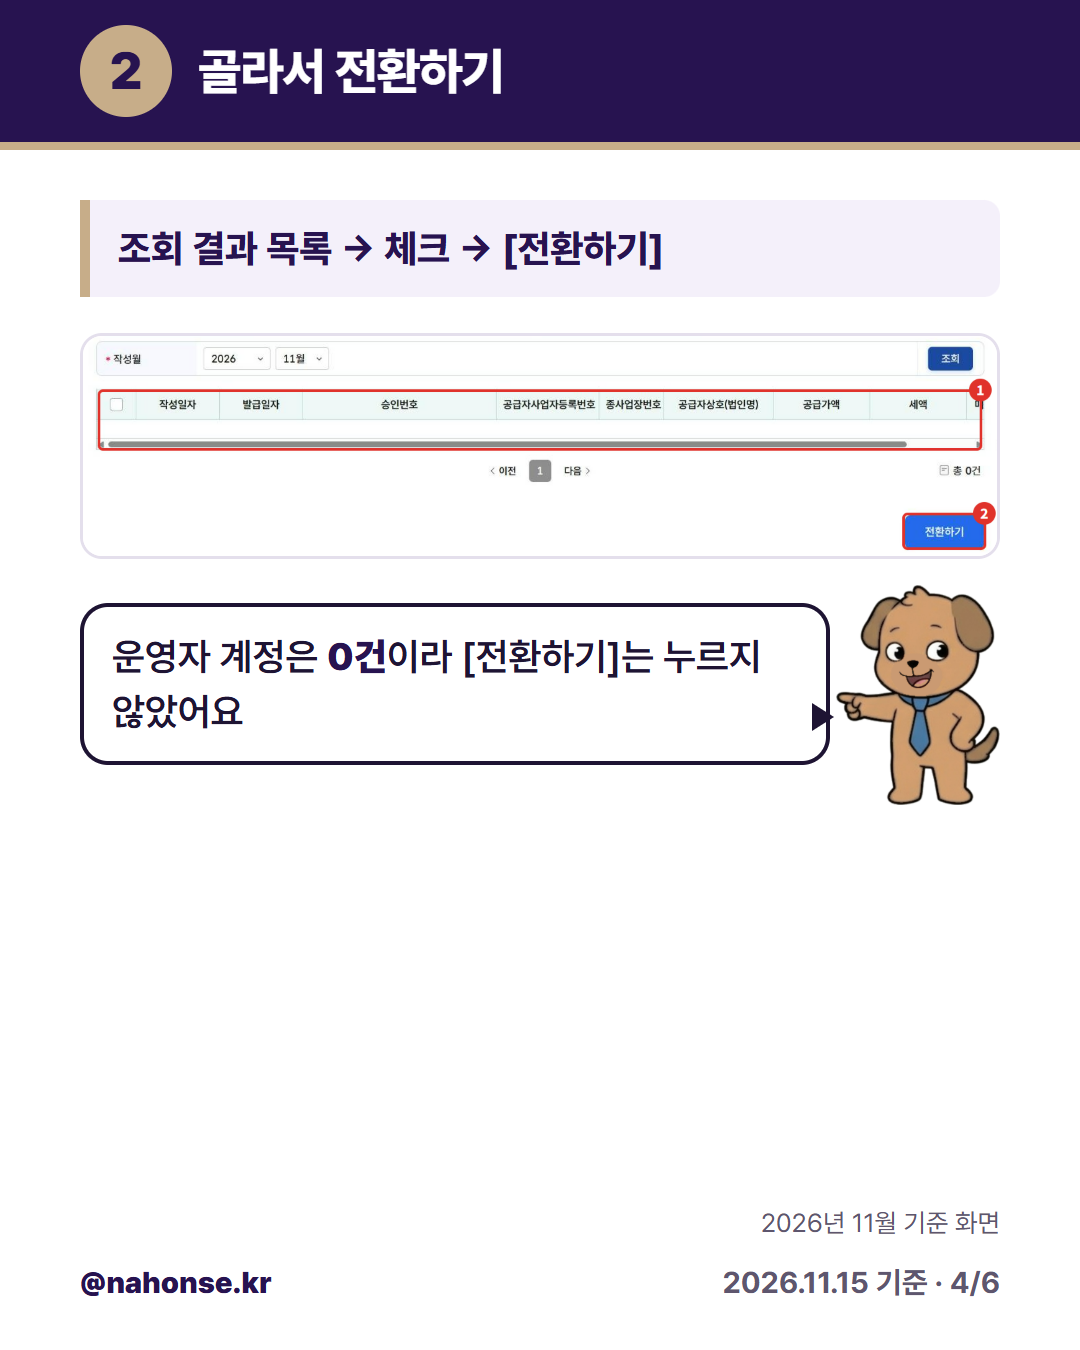 2 골라서 전환하기
조회 결과 목록 → 체크 → [전환하기]
• 작성월 2026 11월 조회
1
작성일자 발급일자 승인번호 공급자사업자등록번호 종사업장번호 공급자상호(법인명) 공급가액 세액
< 이전 1 다음 > 총 0건
2
전환하기
운영자 계정은 0건이라 [전환하기]는 누르지
않았어요
2026년 11월 기준 화면
@nahonse.kr 2026.11.15 기준 · 4/6